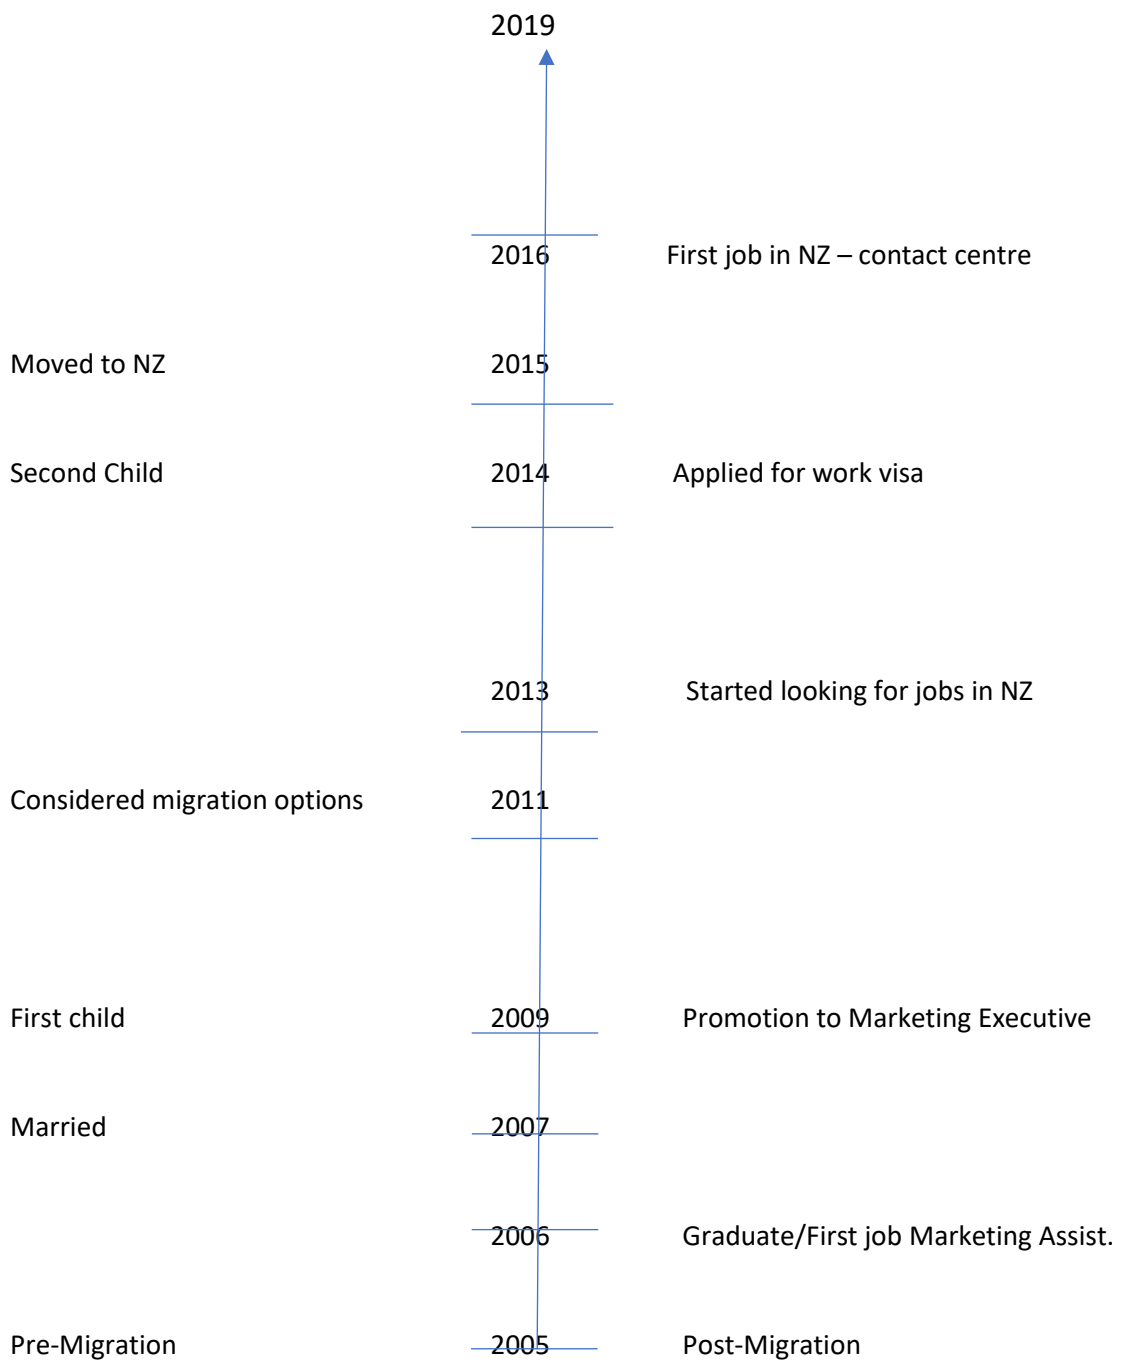 2019
2016 First job in NZ – contact centre
Moved to NZ 2015
Second Child 2014 Applied for work visa
2013 Started looking for jobs in NZ
Considered migration options 2011
First child 2009 Promotion to Marketing Executive
Married 2007
2006 Graduate/First job Marketing Assist.
Pre-Migration 2005 Post-Migration